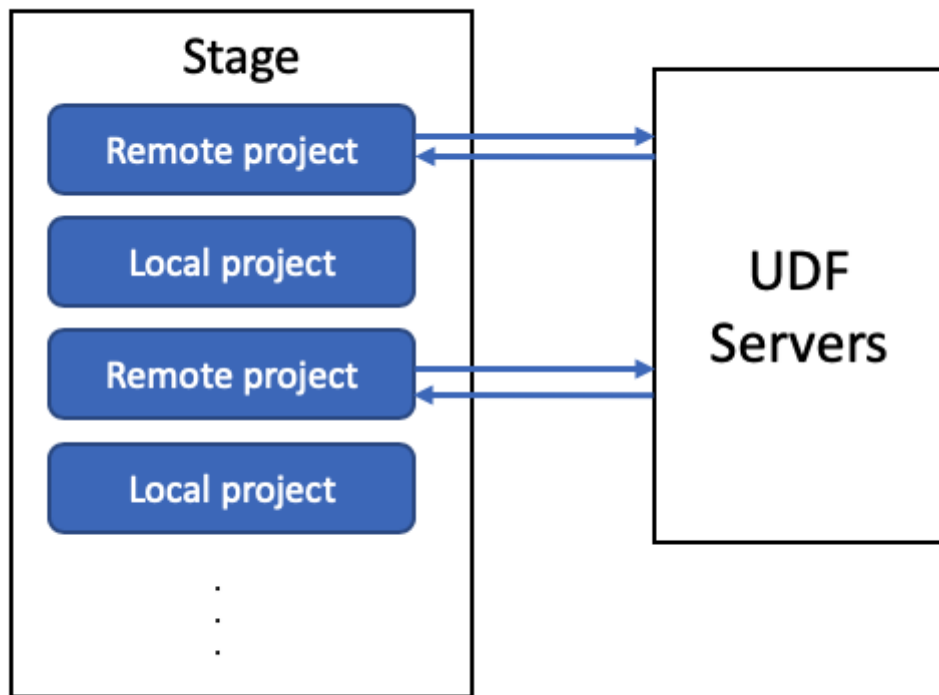 Stage
Remote project
Local project
Remote project
Local project
.
.
.
UDF
Servers